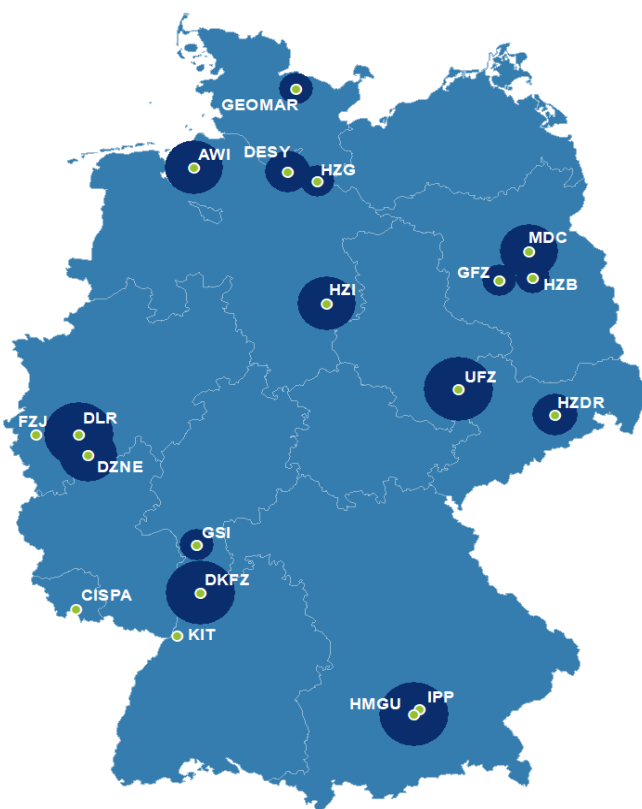 GEOMAR
AWI
DESY
HZG
MDC
GFZ
HZB
HZI
UFZ
HZDR
FZJ
DLR
DZNE
GSI
DKFZ
CISPA
KIT
IPP
HMGU